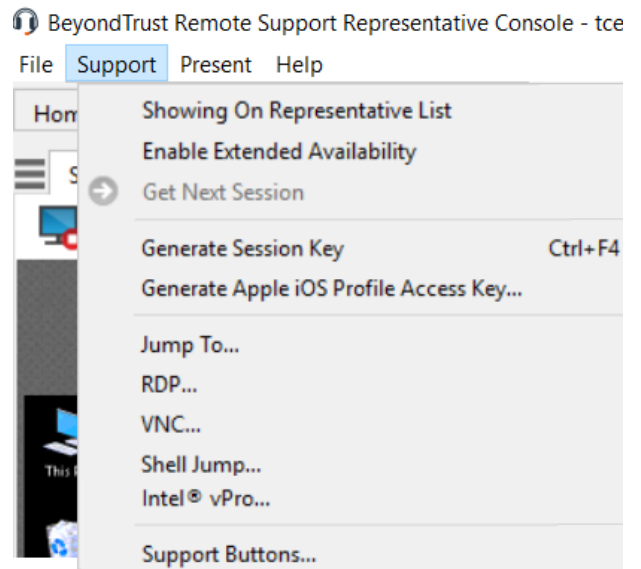 BeyondTrust Remote Support Representative Console - tce
File Support Present Help
Hom
Showing On Representative List
Enable Extended Availability
S
Get Next Session
Generate Session Key Ctrl+F4
Generate Apple iOS Profile Access Key...
Jump To...
RDP...
VNC...
Shell Jump...
This
Intel® vPro...
Support Buttons...